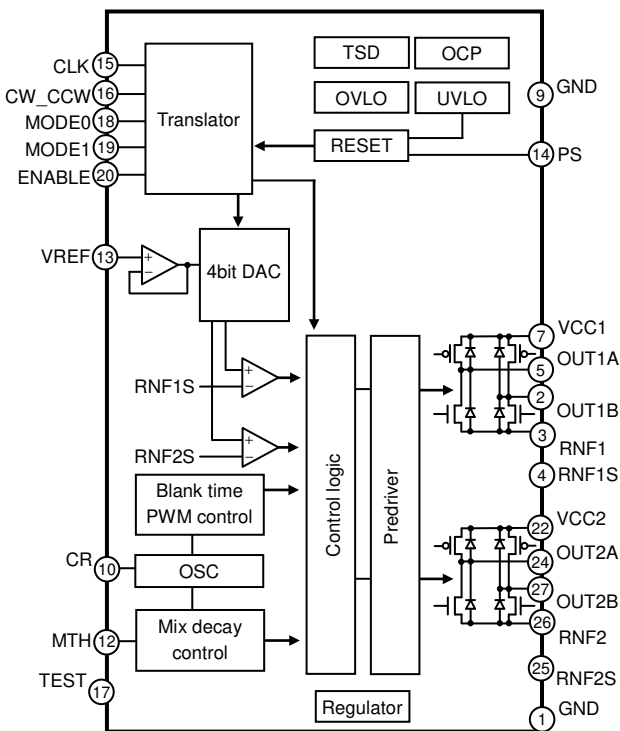 CLK 15
CW_CCW 16
MODE0 18
MODE1 19
ENABLE 20
Translator
TSD
OCP
OVLO
UVLO
RESET
9 GND
14 PS
VREF 13
+
−
4bit DAC
RNF1S
+
−
RNF2S
+
−
Blank time
PWM control
CR 10
OSC
MTH 12
Mix decay
control
TEST
17
Control logic
Predriver
Regulator
7 VCC1
5 OUT1A
2
OUT1B
3
RNF1
4 RNF1S
22 VCC2
24 OUT2A
27
OUT2B
26
RNF2
25
RNF2S
1 GND